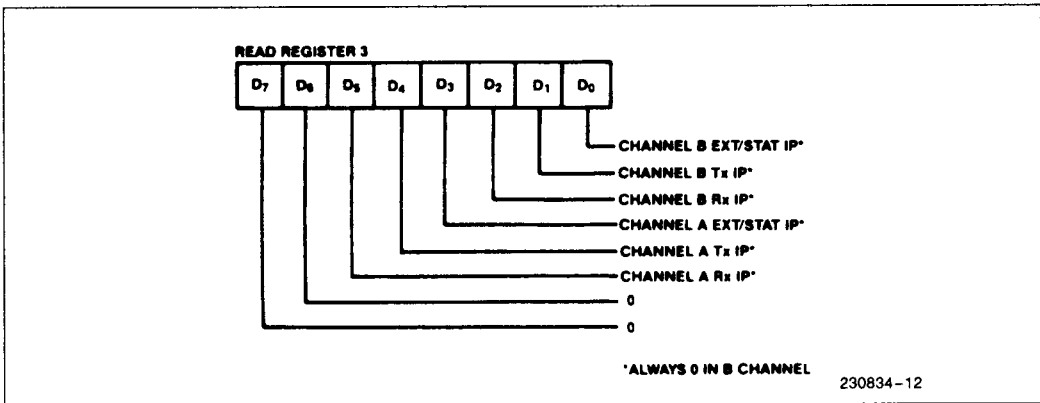 READ REGISTER 3
D7 D6 D5 D4 D3 D2 D1 D0
CHANNEL B EXT/STAT IP*
CHANNEL B Tx IP*
CHANNEL B Rx IP*
CHANNEL A EXT/STAT IP*
CHANNEL A Tx IP*
CHANNEL A Rx IP*
0
0
*ALWAYS 0 IN B CHANNEL
230834-12